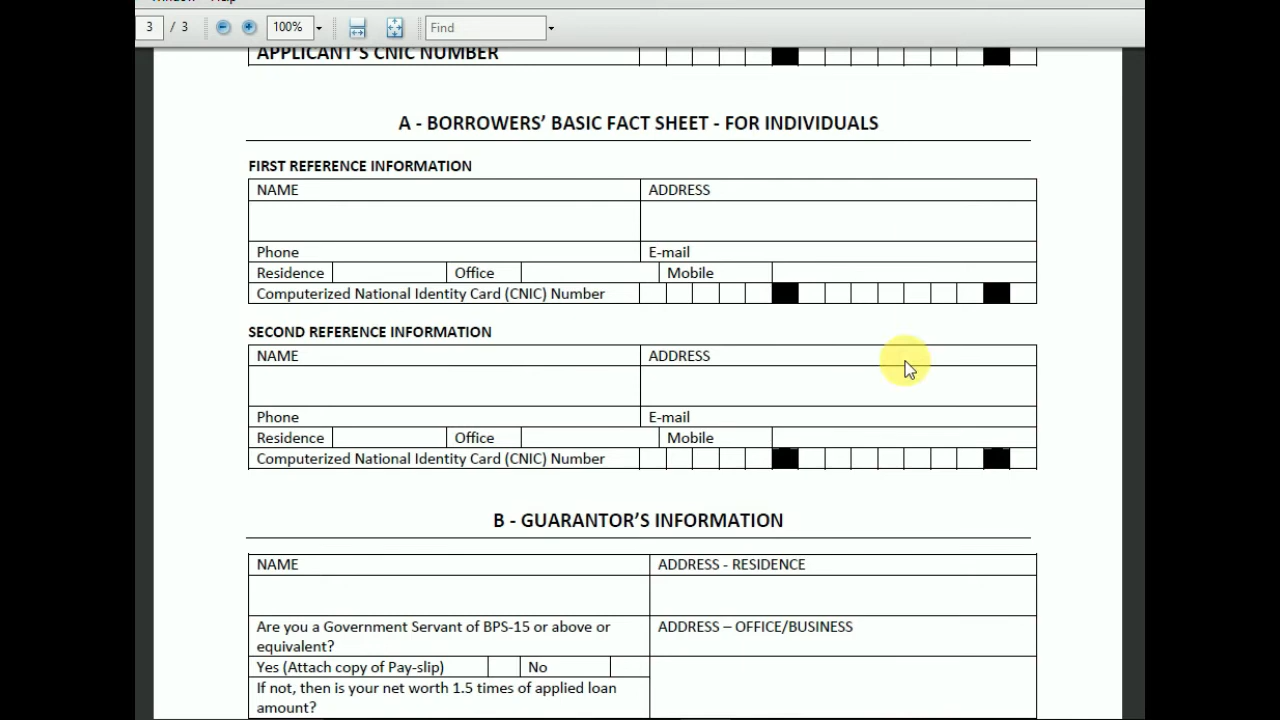 3 / 3 100% Find
APPLICANT'S CNIC NUMBER
A - BORROWERS' BASIC FACT SHEET - FOR INDIVIDUALS
FIRST REFERENCE INFORMATION
NAME ADDRESS
Phone E-mail
Residence Office Mobile
Computerized National Identity Card (CNIC) Number
SECOND REFERENCE INFORMATION
NAME ADDRESS
Phone E-mail
Residence Office Mobile
Computerized National Identity Card (CNIC) Number
B - GUARANTOR'S INFORMATION
NAME ADDRESS - RESIDENCE
Are you a Government Servant of BPS-15 or above or ADDRESS – OFFICE/BUSINESS
equivalent?
Yes (Attach copy of Pay-slip) No
If not, then is your net worth 1.5 times of applied loan
amount?